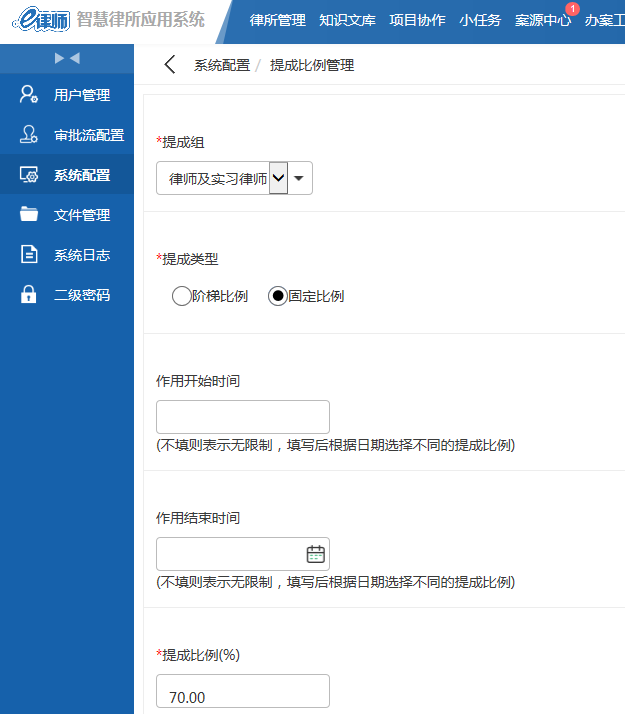 e律师 智慧律所应用系统 律所管理 知识文库 项目协作 小任务 案源中心 1 办案工
用户管理
审批流配置
系统配置
文件管理
系统日志
二级密码
系统配置 / 提成比例管理
*提成组
律师及实习律师
*提成类型
阶梯比例 固定比例
作用开始时间
(不填则表示无限制，填写后根据日期选择不同的提成比例)
作用结束时间
(不填则表示无限制，填写后根据日期选择不同的提成比例)
*提成比例(%)
70.00